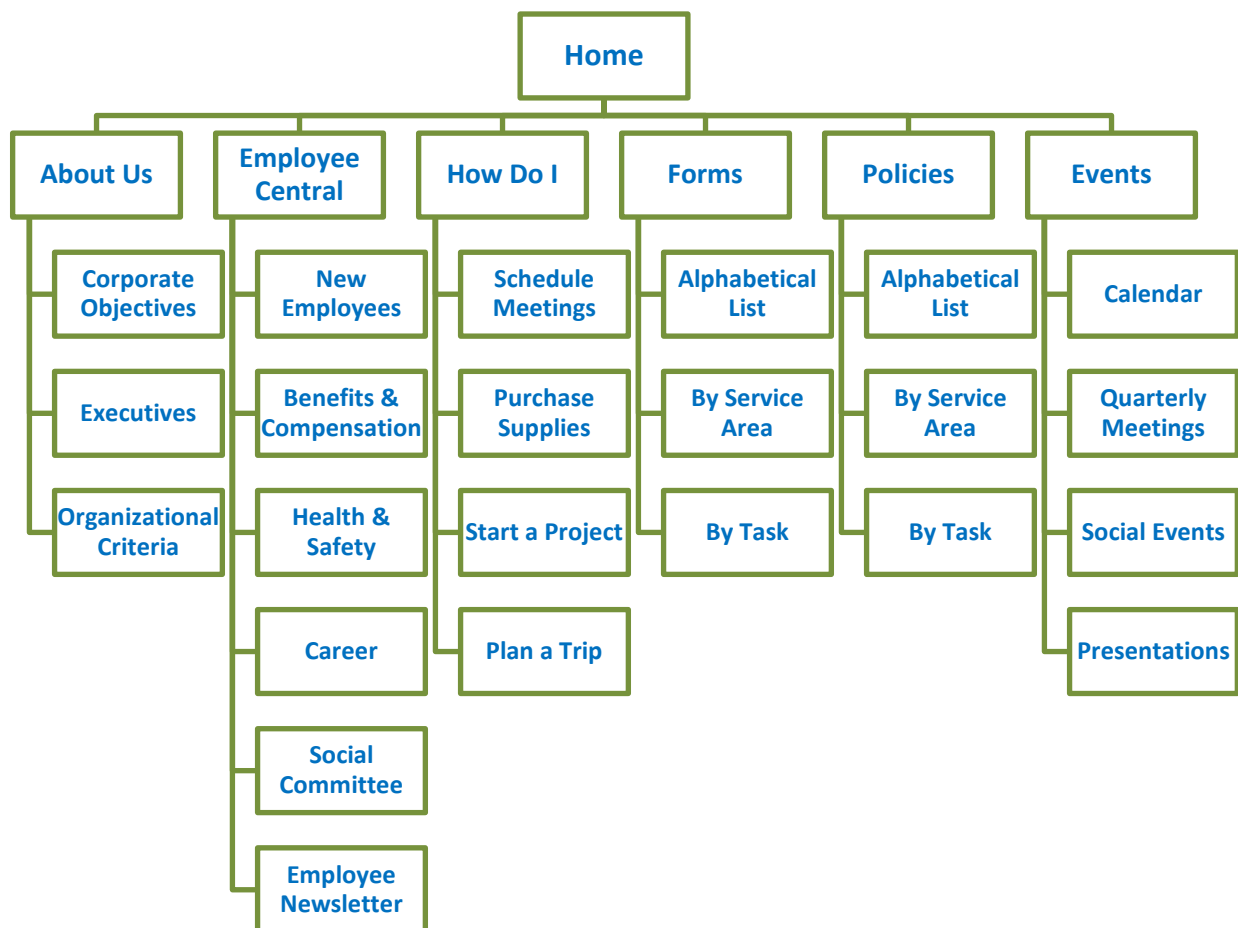 Home
About Us
Employee
Central
How Do I
Forms
Policies
Events
Corporate
Objectives
New
Employees
Schedule
Meetings
Alphabetical
List
Alphabetical
List
Calendar
Executives
Benefits &
Compensation
Purchase
Supplies
By Service
Area
By Service
Area
Quarterly
Meetings
Organizational
Criteria
Health &
Safety
Start a Project
By Task
By Task
Social Events
Career
Plan a Trip
Presentations
Social
Committee
Employee
Newsletter